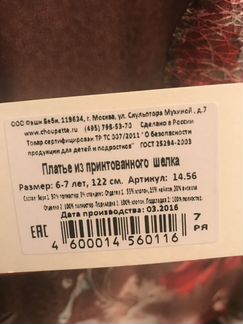 ООО Фэшн Беби, 119634, г. Москва, ул. Скульптора Мухиной, д.7
www.choupette.ru (495) 795-53-70 Сделано в России
Товар сертифицирован ТР ТС 007/2011 "О безопасности
продукции для детей и подростков" ГОСТ 25294-2003
Платье из принтованного шелка
Размер: 6-7 лет, 122 см. Артикул: 14.56
Дата производства: 03.2016
EAC
7
РЯ
4 600014 560116 >